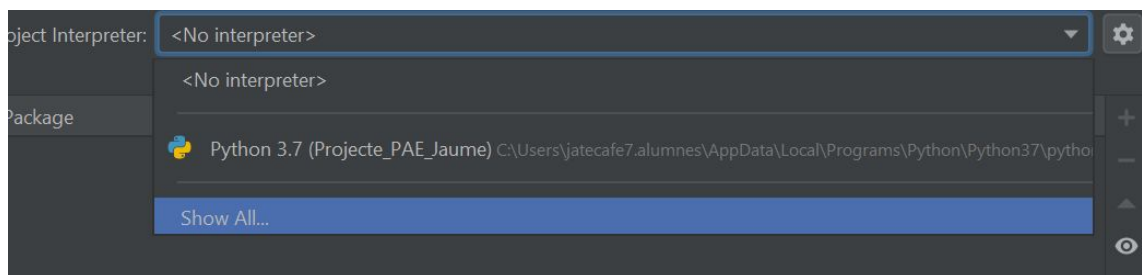 oject Interpreter: <No interpreter>
<No interpreter>
Package
Python 3.7 (Projecte_PAE_Jaume) C:\Users\jatecafe7.alumnes\AppData\Local\Programs\Python\Python37\pytho
Show All...